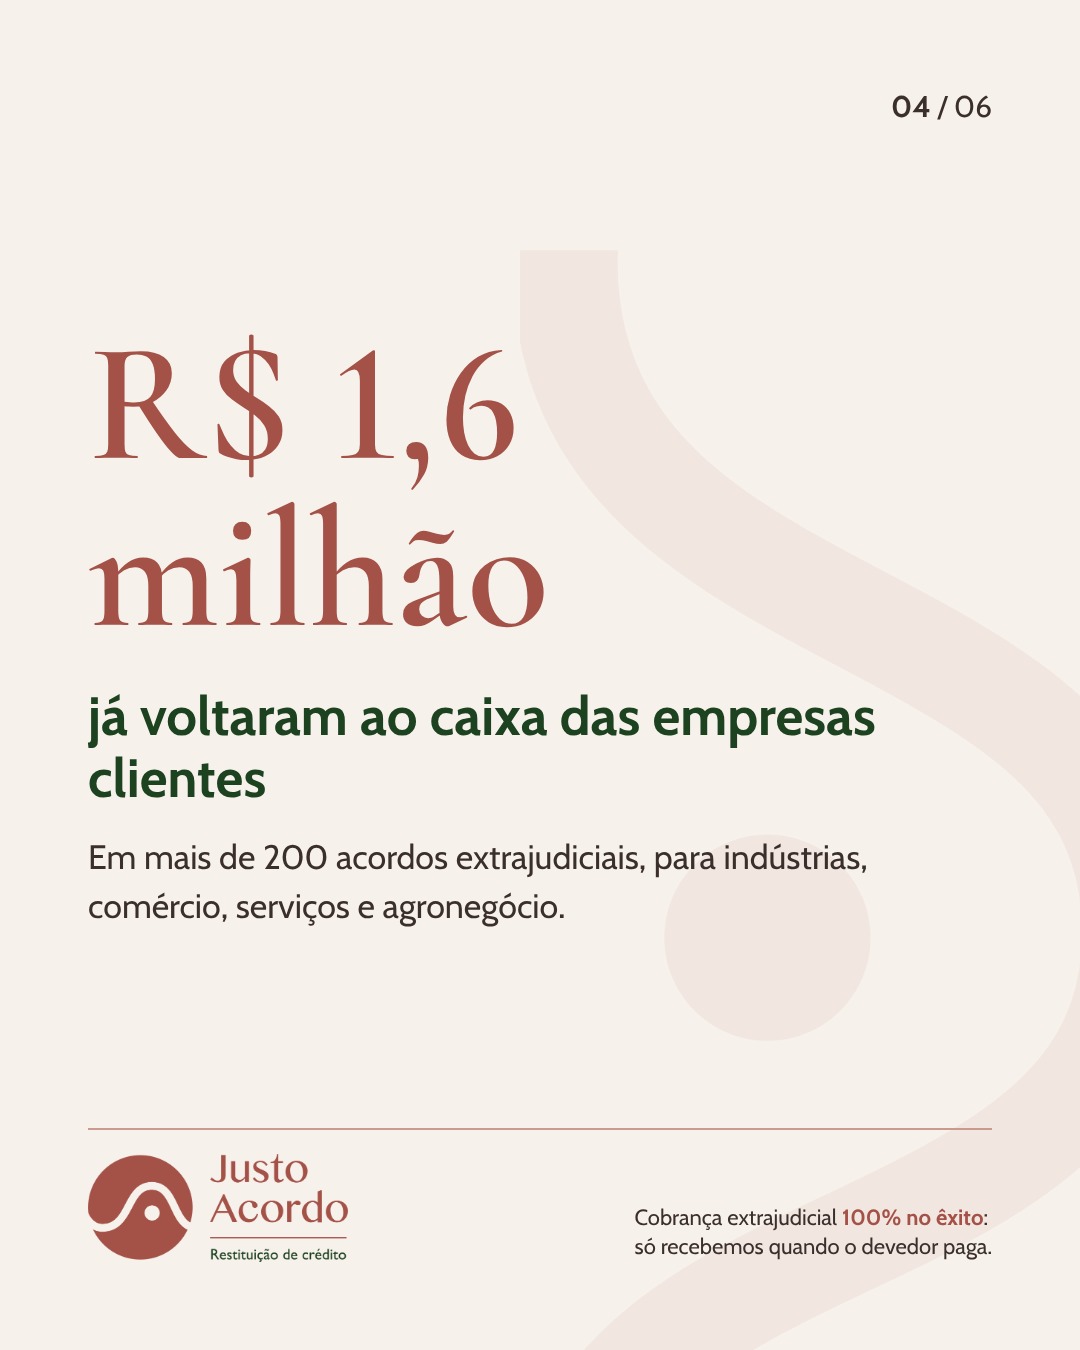 04 / 06
R$ 1,6
milhão
já voltaram ao caixa das empresas
clientes
Em mais de 200 acordos extrajudiciais, para indústrias,
comércio, serviços e agronegócio.
Justo
Acordo
Restituição de crédito
Cobrança extrajudicial 100% no êxito:
só recebemos quando o devedor paga.